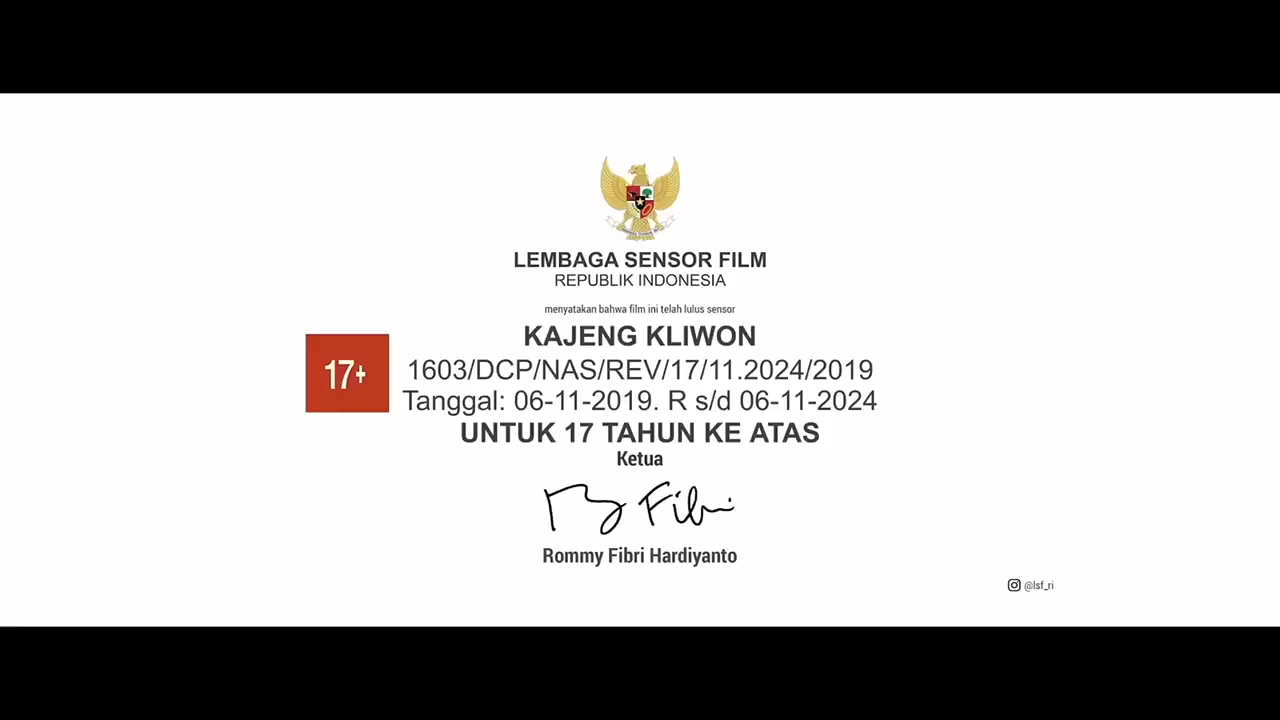 LEMBAGA SENSOR FILM
REPUBLIK INDONESIA
menyatakan bahwa film ini telah lulus sensor
KAJENG KLIWON
17+
1603/DCP/NAS/REV/17/11.2024/2019
Tanggal: 06-11-2019. R s/d 06-11-2024
UNTUK 17 TAHUN KE ATAS
Ketua
Rommy Fibri Hardiyanto
@lsf_ri